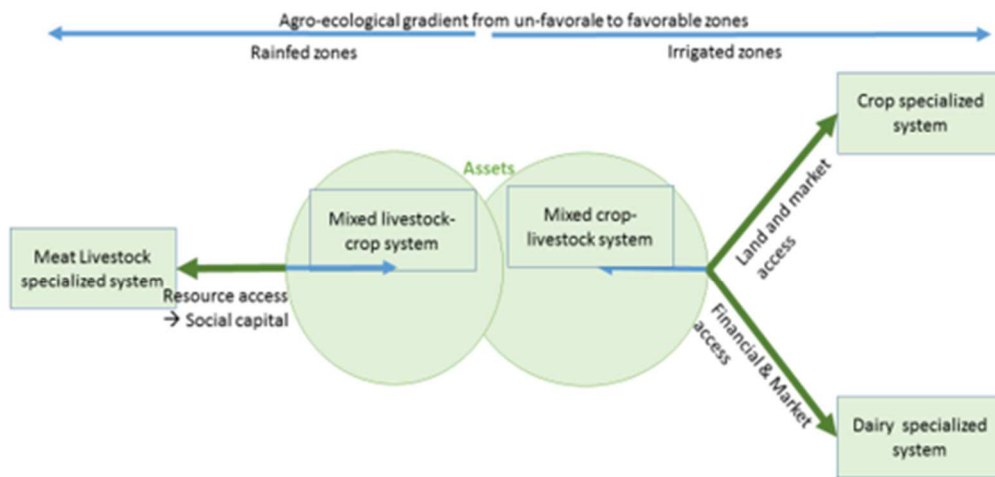 Agro-ecological gradient from un-favorale to favorable zones
Rainfed zones
Irrigated zones
Crop specialized
system
Assets
Mixed livestock-
crop system
Mixed crop-
livestock system
Land and market
access
Meat Livestock
specialized system
Resource access
→ Social capital
Financial & Market
access
Dairy specialized
system